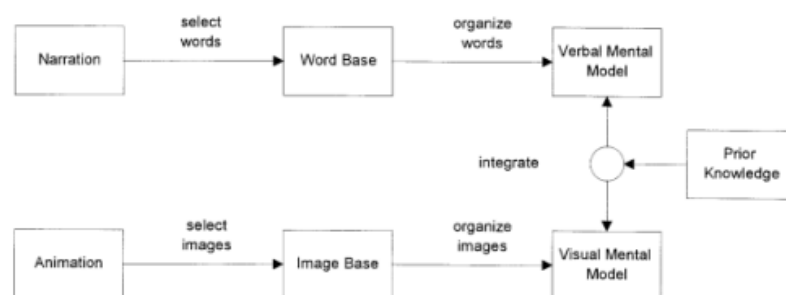 select
words
organize
words
Narration
Word Base
Verbal Mental
Model
integrate
Prior
Knowledge
select
images
organize
images
Animation
Image Base
Visual Mental
Model